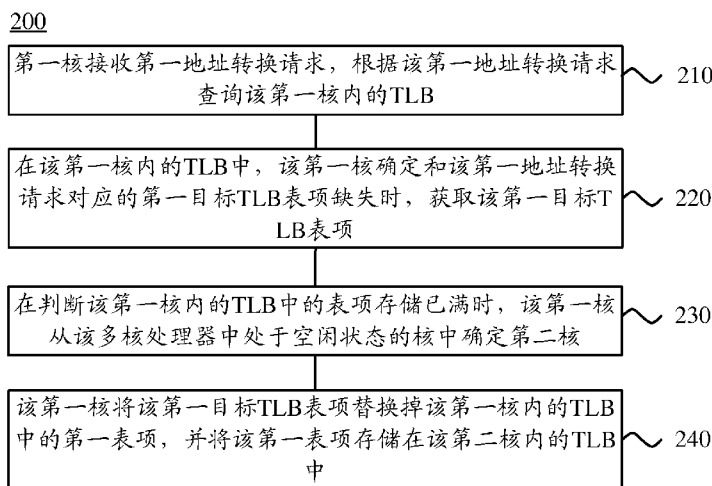 200
第一核接收第一地址转换请求，根据该第一地址转换请求
查询该第一核内的TLB
210
在该第一核内的TLB中，该第一核确定和该第一地址转换
请求对应的第一目标TLB表项缺失时，获取该第一目标T
LB表项
220
在判断该第一核内的TLB中的表项存储已满时，该第一核
从该多核处理器中处于空闲状态的核中确定第二核
230
该第一核将该第一目标TLB表项替换掉该第一核内的TLB
中的第一表项，并将该第一表项存储在该第二核内的TLB
中
240